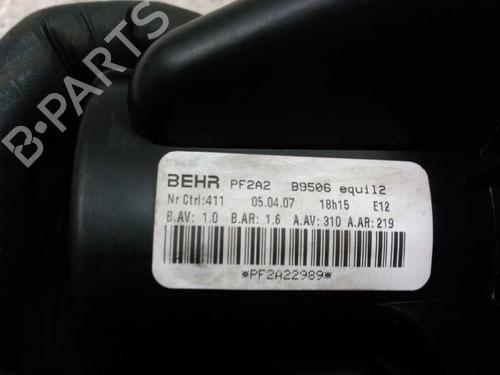 BEHR PF2A2 B9506 equil2
Nr Ctrl:411 05.04.07 18h15 E12
B.AV: 1.0 B.AR: 1.6 A.AV:310 A.AR:219
*PF2A22989*
B-PARTS